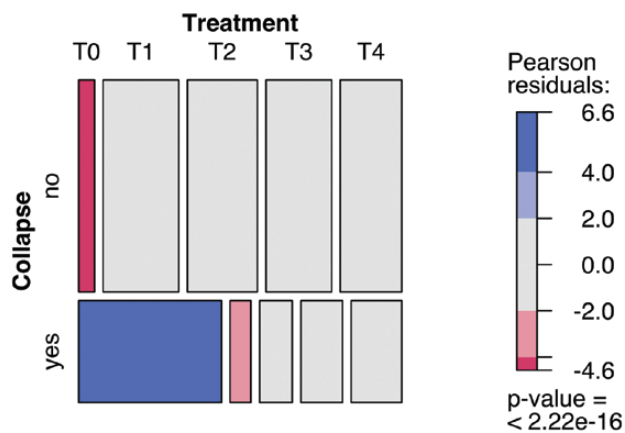 Treatment
T0 T1 T2 T3 T4
Collapse
no
yes
Pearson
residuals:
6.6
4.0
2.0
0.0
-2.0
-4.6
p-value =
< 2.22e-16